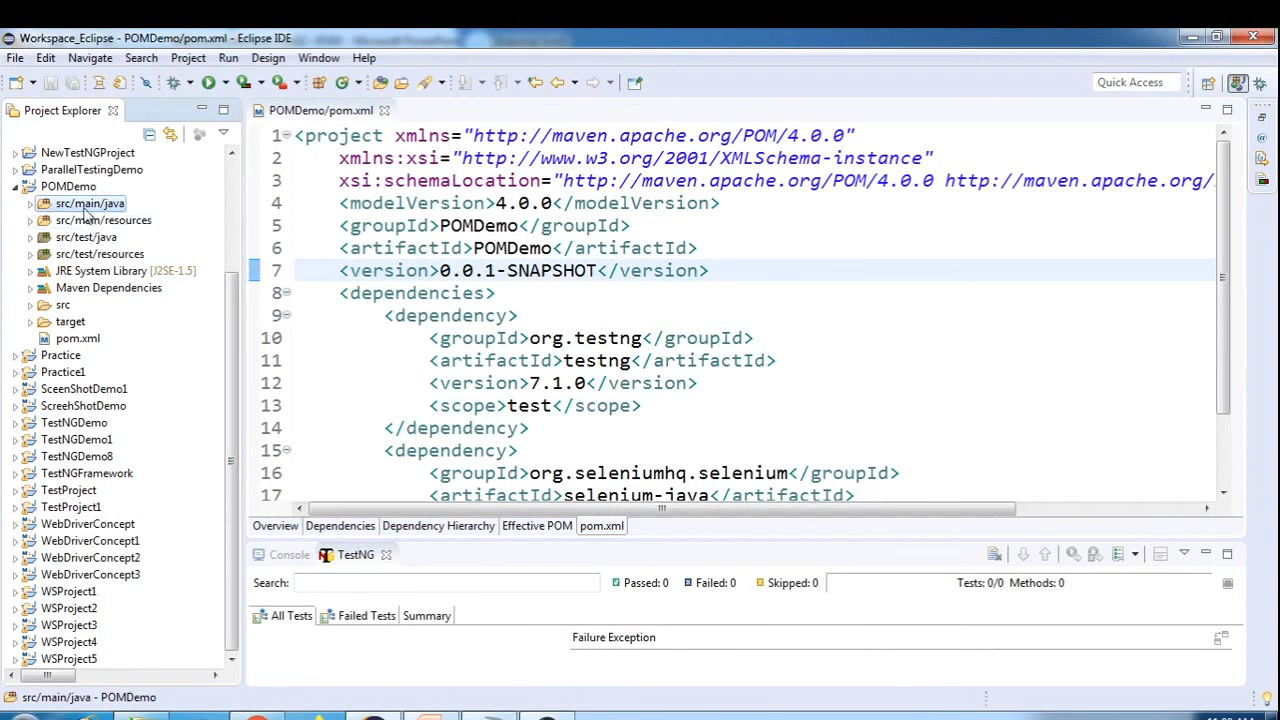 Workspace_Eclipse - POMDemo/pom.xml - Eclipse IDE
File Edit Navigate Search Project Run Design Window Help
Quick Access
Project Explorer
NewTestNGProject
ParallelTestingDemo
POMDemo
src/main/java
src/main/resources
src/test/java
src/test/resources
JRE System Library [J2SE-1.5]
Maven Dependencies
src
target
pom.xml
Practice
Practice1
SceenShotDemo1
ScreehShotDemo
TestNGDemo
TestNGDemo1
TestNGDemo8
TestNGFramework
TestProject
TestProject1
WebDriverConcept
WebDriverConcept1
WebDriverConcept2
WebDriverConcept3
WSProject1
WSProject2
WSProject3
WSProject4
WSProject5
POMDemo/pom.xml
1 <project xmlns="http://maven.apache.org/POM/4.0.0"
2 xmlns:xsi="http://www.w3.org/2001/XMLSchema-instance"
3 xsi:schemaLocation="http://maven.apache.org/POM/4.0.0 http://maven.apache.org/
4 <modelVersion>4.0.0</modelVersion>
5 <groupId>POMDemo</groupId>
6 <artifactId>POMDemo</artifactId>
7 <version>0.0.1-SNAPSHOT</version>
8 <dependencies>
9 <dependency>
10 <groupId>org.testng</groupId>
11 <artifactId>testng</artifactId>
12 <version>7.1.0</version>
13 <scope>test</scope>
14 </dependency>
15 <dependency>
16 <groupId>org.seleniumhq.selenium</groupId>
17 <artifactId>selenium-java</artifactId>
Overview Dependencies Dependency Hierarchy Effective POM pom.xml
Console TestNG
Search: Passed: 0 Failed: 0 Skipped: 0 Tests: 0/0 Methods: 0
All Tests Failed Tests Summary
Failure Exception
src/main/java - POMDemo